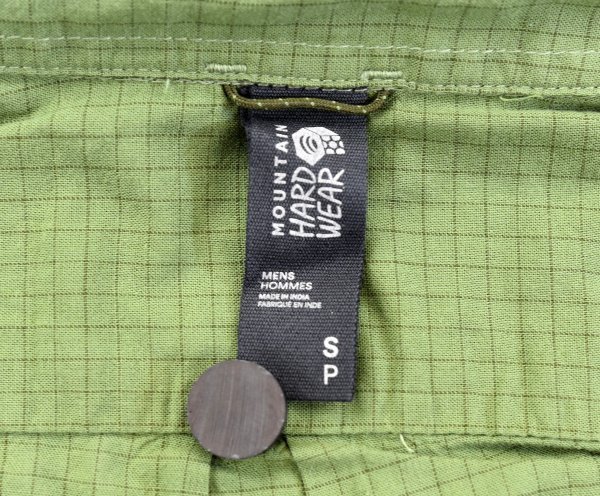 MOUNTAIN
HARD
WEAR
MENS
HOMMES
MADE IN INDIA
FABRIQUÉ EN INDE
S
P